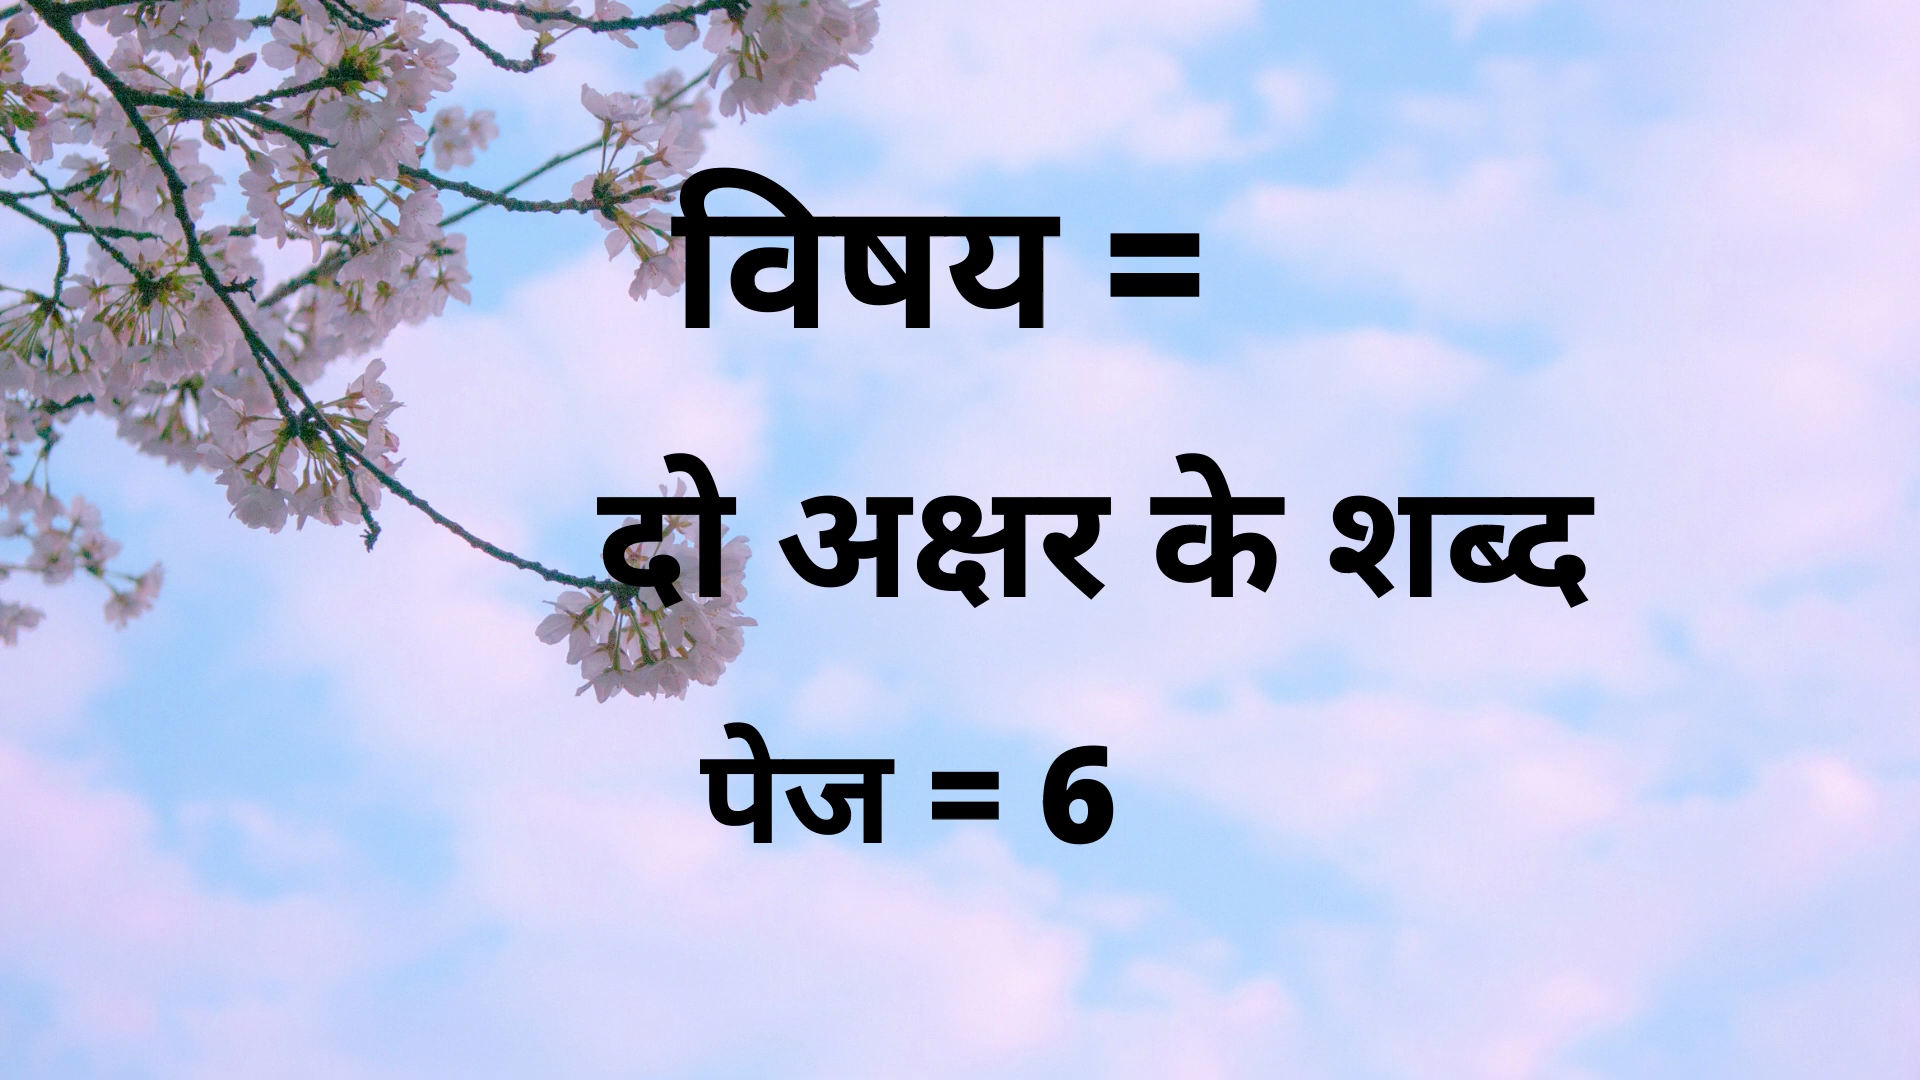 विषय =
दो अक्षर के शब्द
पेज = 6